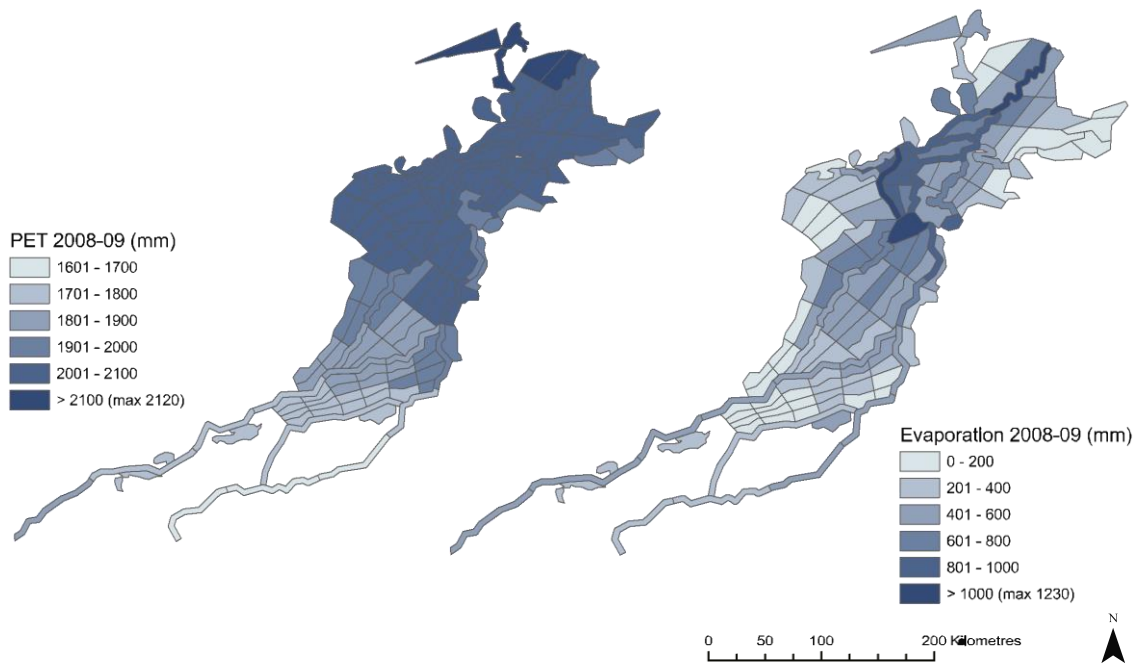 PET 2008-09 (mm)
1601 - 1700
1701 - 1800
1801 - 1900
1901 - 2000
2001 - 2100
> 2100 (max 2120)
Evaporation 2008-09 (mm)
0 - 200
201 - 400
401 - 600
601 - 800
801 - 1000
> 1000 (max 1230)
N
0 50 100 200 Kilometres